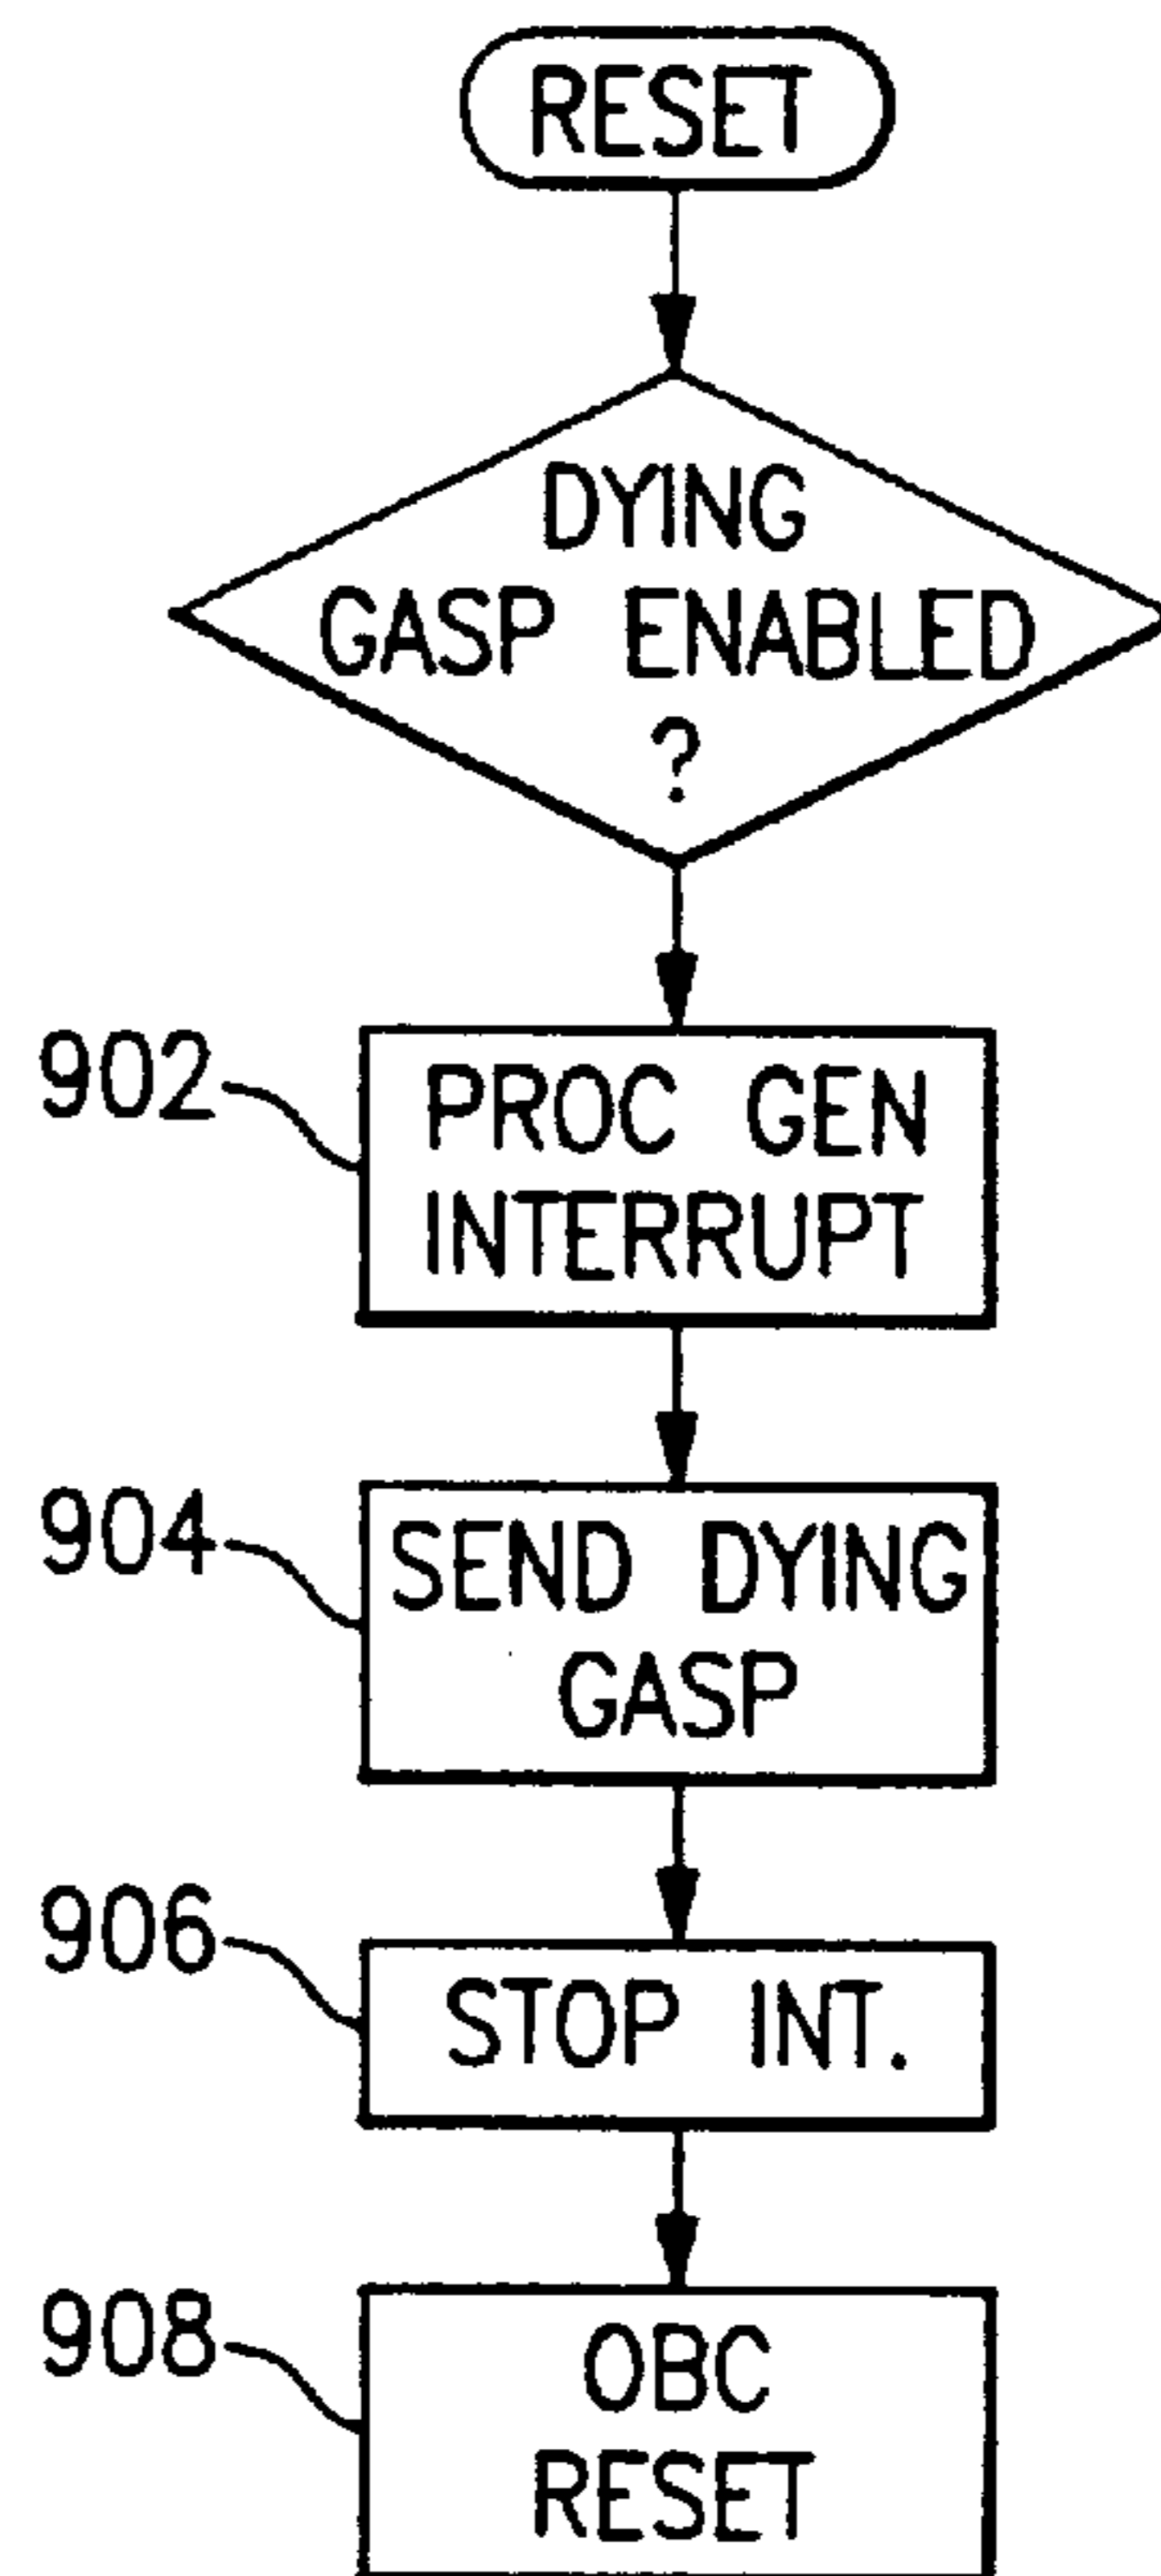 RESET
DYING
GASP ENABLED
?
902
PROC GEN
INTERRUPT
904
SEND DYING
GASP
906
STOP INT.
908
OBC
RESET